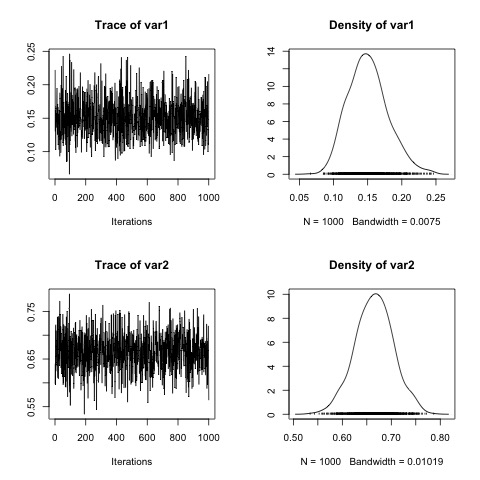 Trace of var1
0.10 0.15 0.20 0.25
0 200 400 600 800 1000
Iterations
Density of var1
0 2 4 6 8 10 14
0.05 0.10 0.15 0.20 0.25
N = 1000 Bandwidth = 0.0075
Trace of var2
0.55 0.65 0.75
0 200 400 600 800 1000
Iterations
Density of var2
0 2 4 6 8 10
0.50 0.60 0.70 0.80
N = 1000 Bandwidth = 0.01019